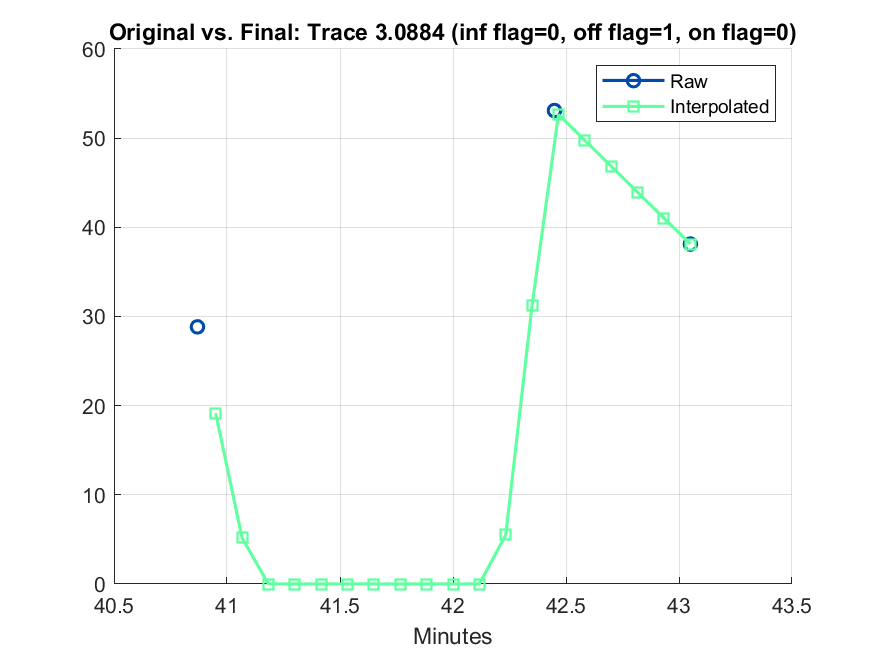 Original vs. Final: Trace 3.0884 (inf flag=0, off flag=1, on flag=0)
60
50
40
30
20
10
0
Raw
Interpolated
40.5 41 41.5 42 42.5 43 43.5
Minutes